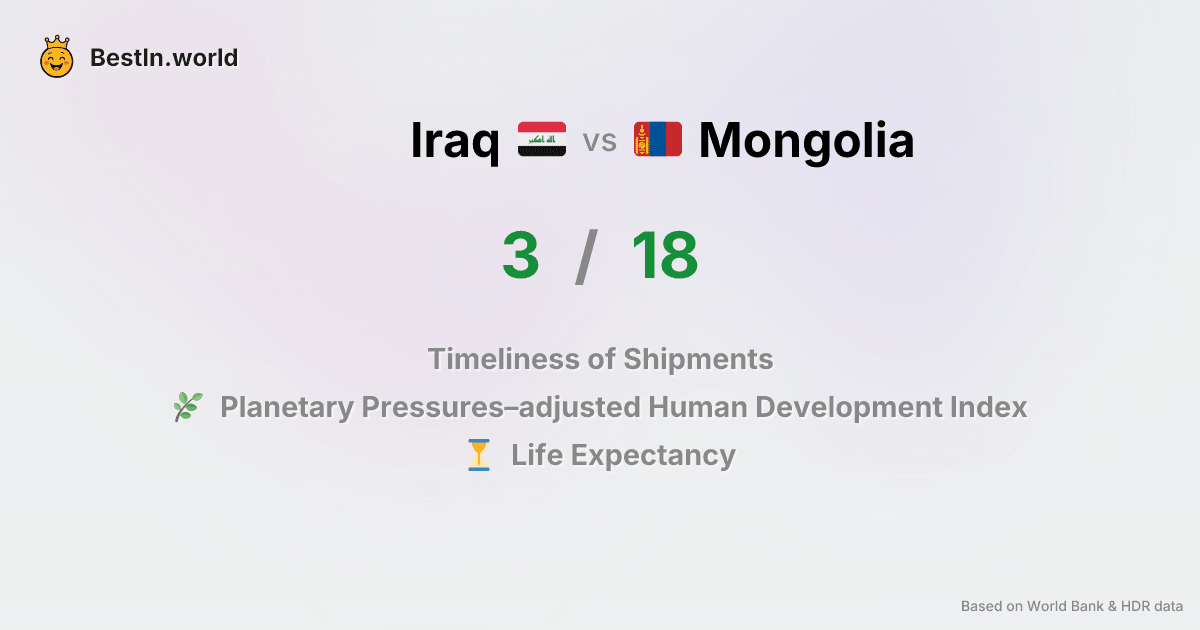 BestIn.world
Iraq vs Mongolia
3 / 18
Timeliness of Shipments
Planetary Pressures–adjusted Human Development Index
Life Expectancy
Based on World Bank & HDR data